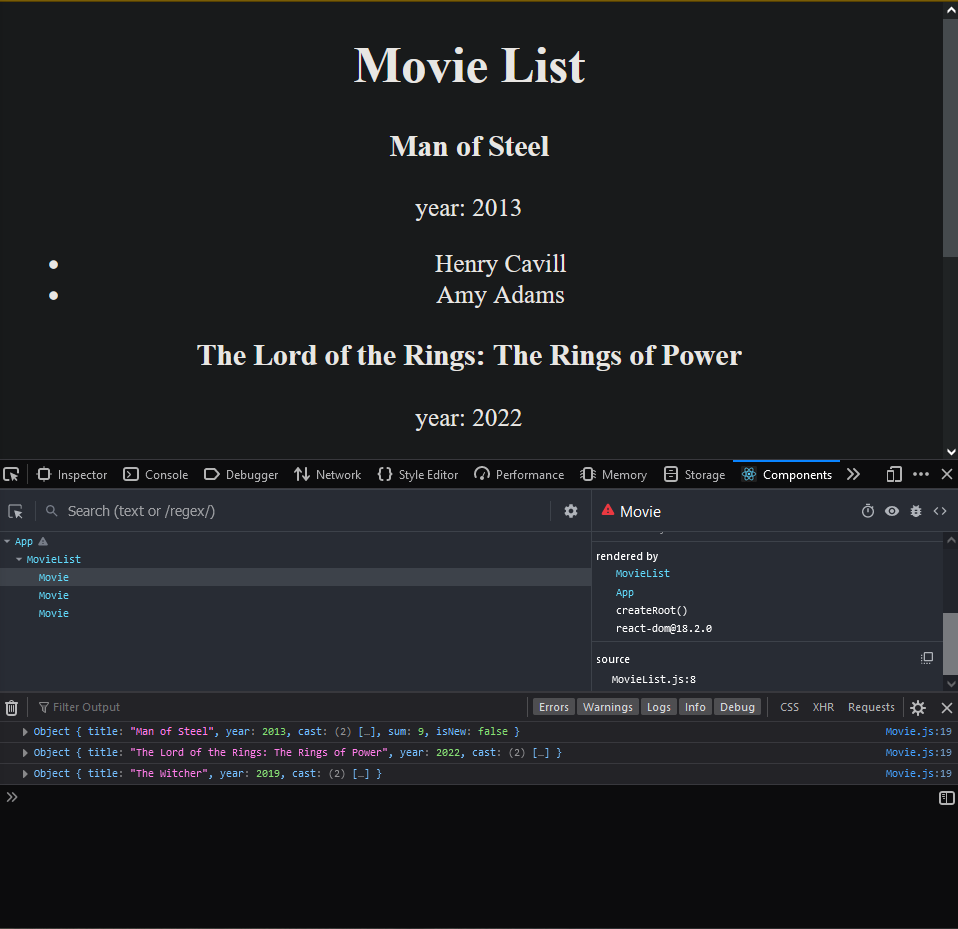 Movie List
Man of Steel
year: 2013
Henry Cavill
Amy Adams
The Lord of the Rings: The Rings of Power
year: 2022
Inspector Console Debugger Network Style Editor Performance Memory Storage Components
Search (text or /regex/)
Movie
App
MovieList
Movie
Movie
Movie
rendered by
MovieList
App
createRoot()
react-dom@18.2.0
source
MovieList.js:8
Filter Output Errors Warnings Logs Info Debug CSS XHR Requests
Object { title: "Man of Steel", year: 2013, cast: (2) […], sum: 9, isNew: false } Movie.js:19
Object { title: "The Lord of the Rings: The Rings of Power", year: 2022, cast: (2) […] } Movie.js:19
Object { title: "The Witcher", year: 2019, cast: (2) […] } Movie.js:19